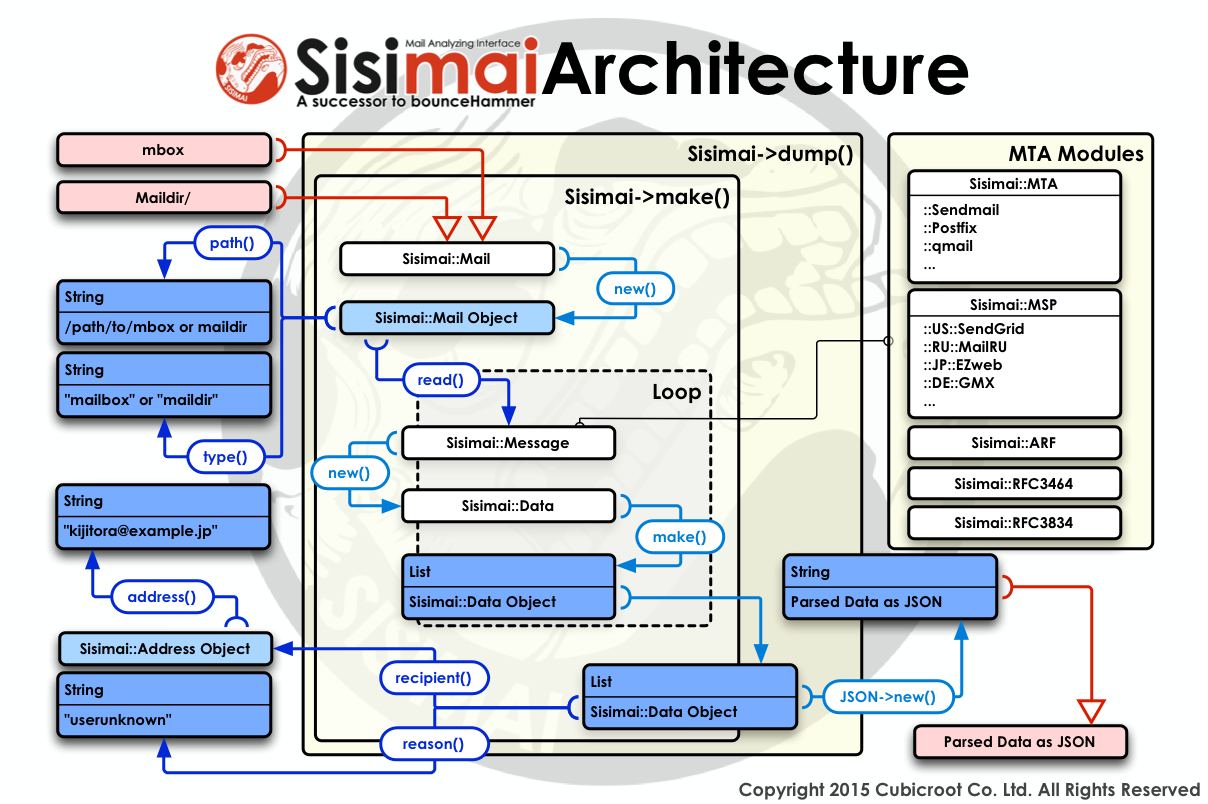 Mail Analyzing Interface
Sisimai Architecture
A successor to bounceHammer
SISIMAI
mbox
Maildir/
path()
String
/path/to/mbox or maildir
String
"mailbox" or "maildir"
type()
String
"kijitora@example.jp"
address()
Sisimai::Address Object
String
"userunknown"
Sisimai->dump()
Sisimai->make()
Sisimai::Mail
new()
Sisimai::Mail Object
read()
Loop
Sisimai::Message
new()
Sisimai::Data
make()
List
Sisimai::Data Object
recipient()
reason()
List
Sisimai::Data Object
MTA Modules
Sisimai::MTA
::Sendmail
::Postfix
::qmail
...
Sisimai::MSP
::US::SendGrid
::RU::MailRU
::JP::EZweb
::DE::GMX
...
Sisimai::ARF
Sisimai::RFC3464
Sisimai::RFC3834
String
Parsed Data as JSON
JSON->new()
Parsed Data as JSON
SISIMAI
Copyright 2015 Cubicroot Co. Ltd. All Rights Reserved